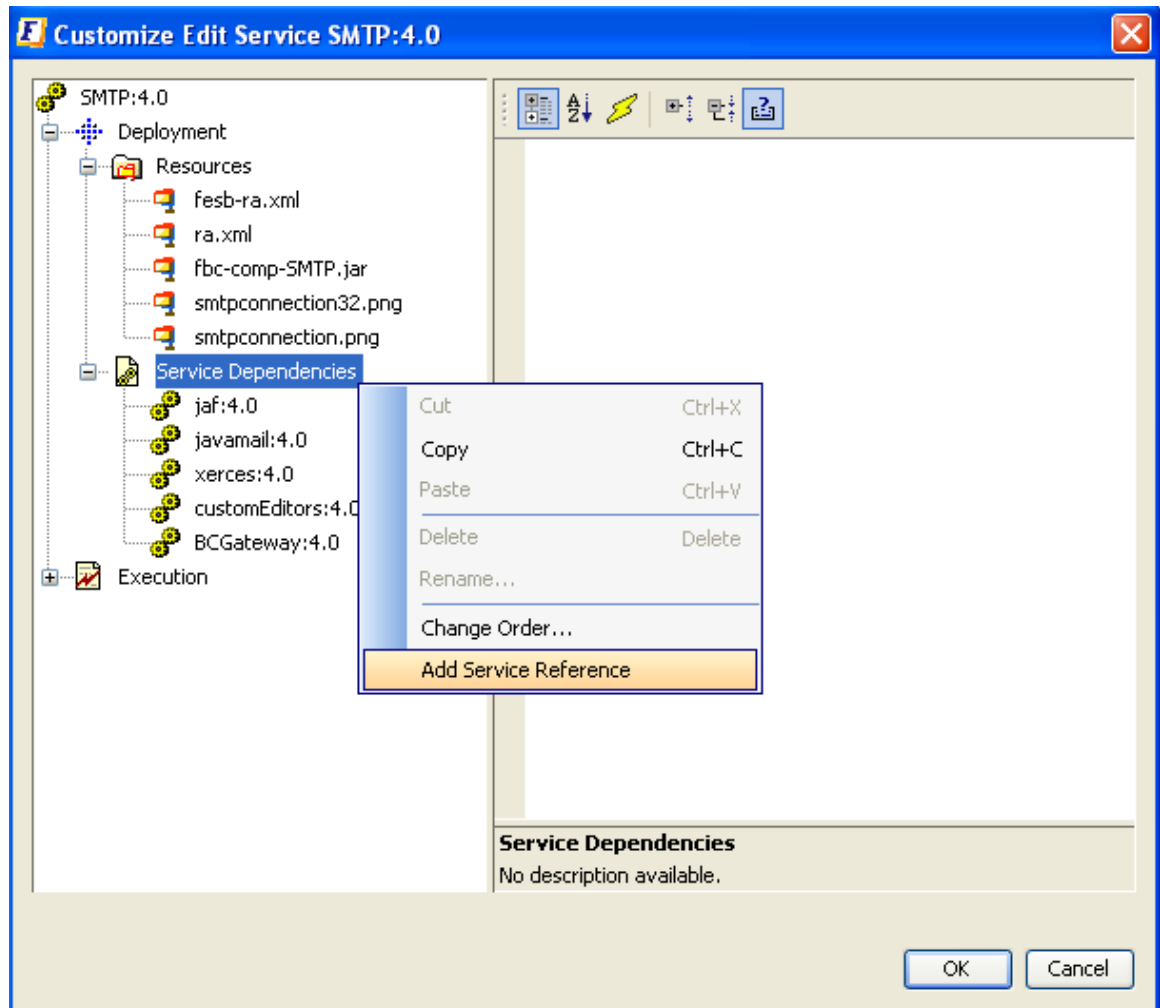 Customize Edit Service SMTP:4.0
SMTP:4.0
Deployment
Resources
fesb-ra.xml
ra.xml
fbc-comp-SMTP.jar
smtpconnection32.png
smtpconnection.png
Service Dependencies
jaf:4.0
javamail:4.0
xerces:4.0
customEditors:4.0
BCGateway:4.0
Execution
Cut Ctrl+X
Copy Ctrl+C
Paste Ctrl+V
Delete Delete
Rename...
Change Order...
Add Service Reference
Service Dependencies
No description available.
OK Cancel